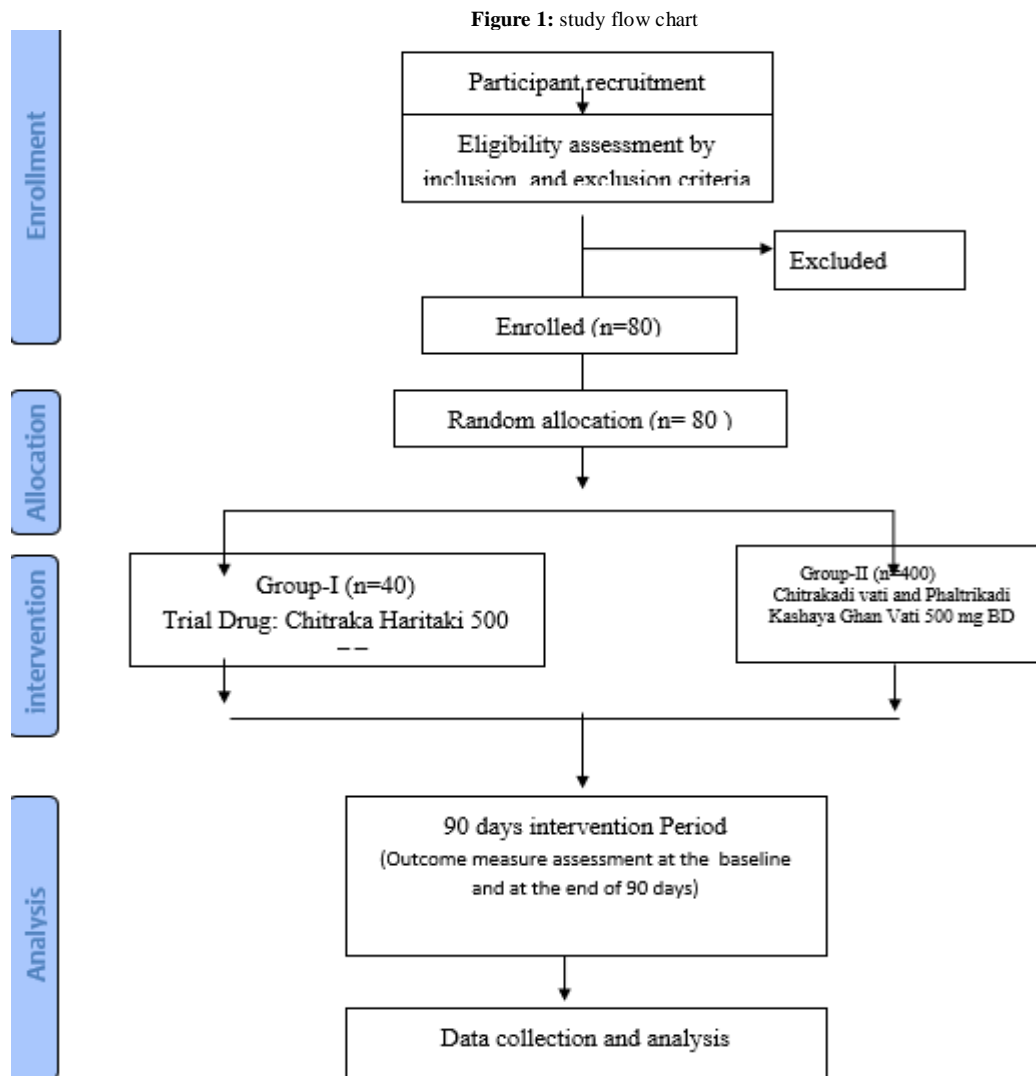 Figure 1: study flow chart
Enrollment
Participant recruitment
Eligibility assessment by
inclusion and exclusion criteria
Excluded
Enrolled (n=80)
Allocation
Random allocation (n= 80 )
intervention
Group-I (n=40)
Trial Drug: Chitraka Haritaki 500
Group-II (n=400)
Chitrakadi vati and Phaltrikadi
Kashaya Ghan Vati 500 mg BD
Analysis
90 days intervention Period
(Outcome measure assessment at the baseline
and at the end of 90 days)
Data collection and analysis